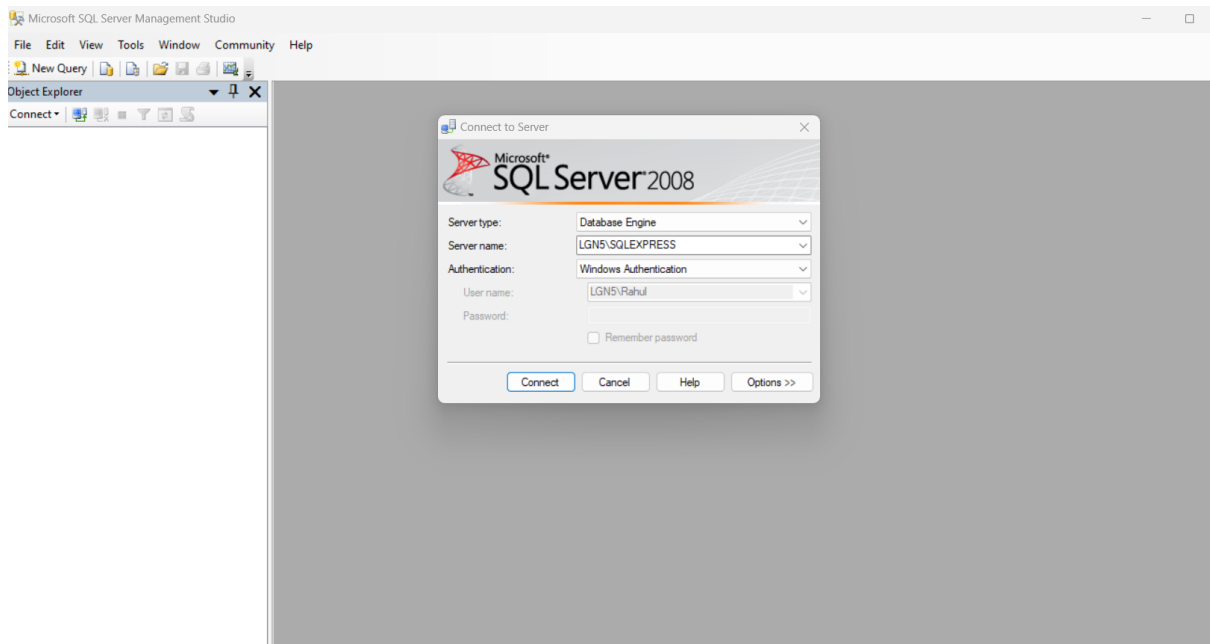 Microsoft SQL Server Management Studio
File Edit View Tools Window Community Help
New Query
Object Explorer
Connect
Connect to Server
Microsoft®
SQL Server® 2008
Server type: Database Engine
Server name: LGN5\SQLEXPRESS
Authentication: Windows Authentication
User name: LGN5\Rahul
Password:
Remember password
Connect Cancel Help Options >>